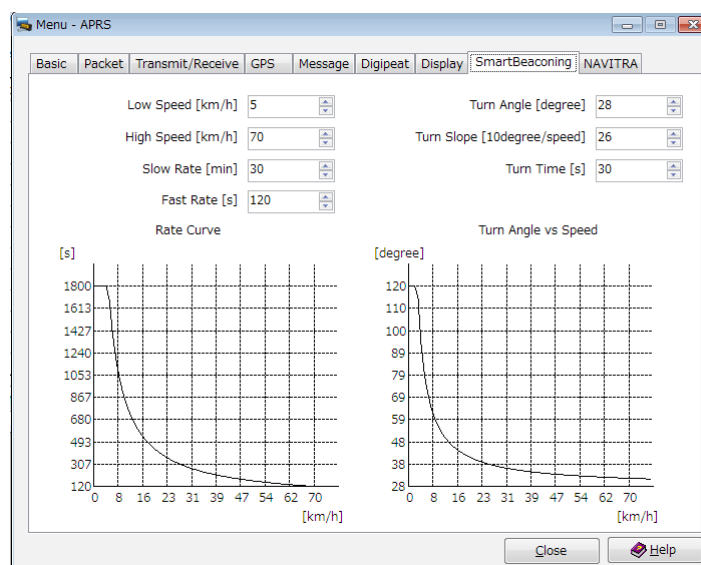 Menu - APRS
Basic Packet Transmit/Receive GPS Message Digipeat Display SmartBeaconing NAVITRA
Low Speed [km/h] 5
High Speed [km/h] 70
Slow Rate [min] 30
Fast Rate [s] 120
Turn Angle [degree] 28
Turn Slope [10degree/speed] 26
Turn Time [s] 30
Rate Curve
[s]
1800
1613
1427
1240
1053
867
680
493
307
120
0 8 16 23 31 39 47 54 62 70
[km/h]
Turn Angle vs Speed
[degree]
120
110
100
89
79
69
59
48
38
28
0 8 16 23 31 39 47 54 62 70
[km/h]
Close Help